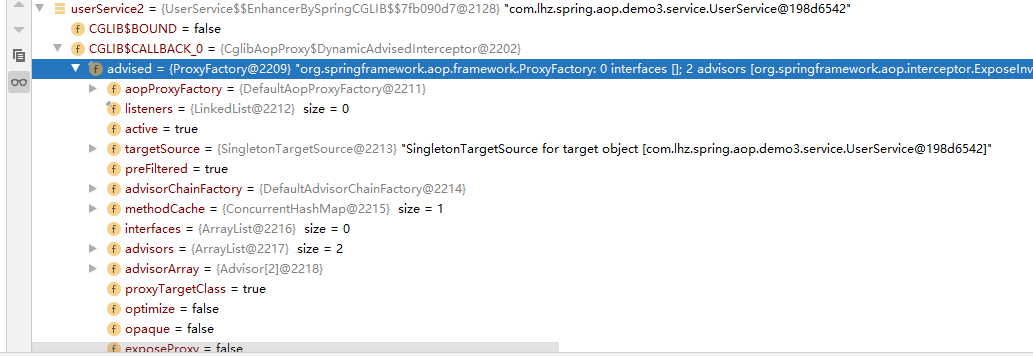 userService2 = {UserService$$EnhancerBySpringCGLIB$$7fb090d7@2128} "com.lhz.spring.aop.demo3.service.UserService@198d6542"
f CGLIB$BOUND = false
f CGLIB$CALLBACK_0 = {CglibAopProxy$DynamicAdvisedInterceptor@2202}
f advised = {ProxyFactory@2209} "org.springframework.aop.framework.ProxyFactory: 0 interfaces []; 2 advisors [org.springframework.aop.interceptor.ExposeInv
f aopProxyFactory = {DefaultAopProxyFactory@2211}
f listeners = {LinkedList@2212} size = 0
f active = true
f targetSource = {SingletonTargetSource@2213} "SingletonTargetSource for target object [com.lhz.spring.aop.demo3.service.UserService@198d6542]"
f preFiltered = true
f advisorChainFactory = {DefaultAdvisorChainFactory@2214}
f methodCache = {ConcurrentHashMap@2215} size = 1
f interfaces = {ArrayList@2216} size = 0
f advisors = {ArrayList@2217} size = 2
f advisorArray = {Advisor[2]@2218}
f proxyTargetClass = true
f optimize = false
f opaque = false
f exposeProxy = false